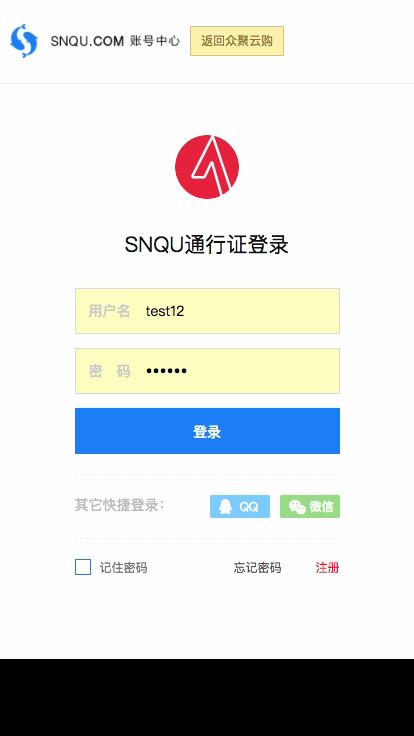 SNQU.COM 账号中心 返回众聚云购
SNQU通行证登录
用户名 test12
密 码 ••••••
登录
其它快捷登录: QQ 微信
记住密码 忘记密码 注册